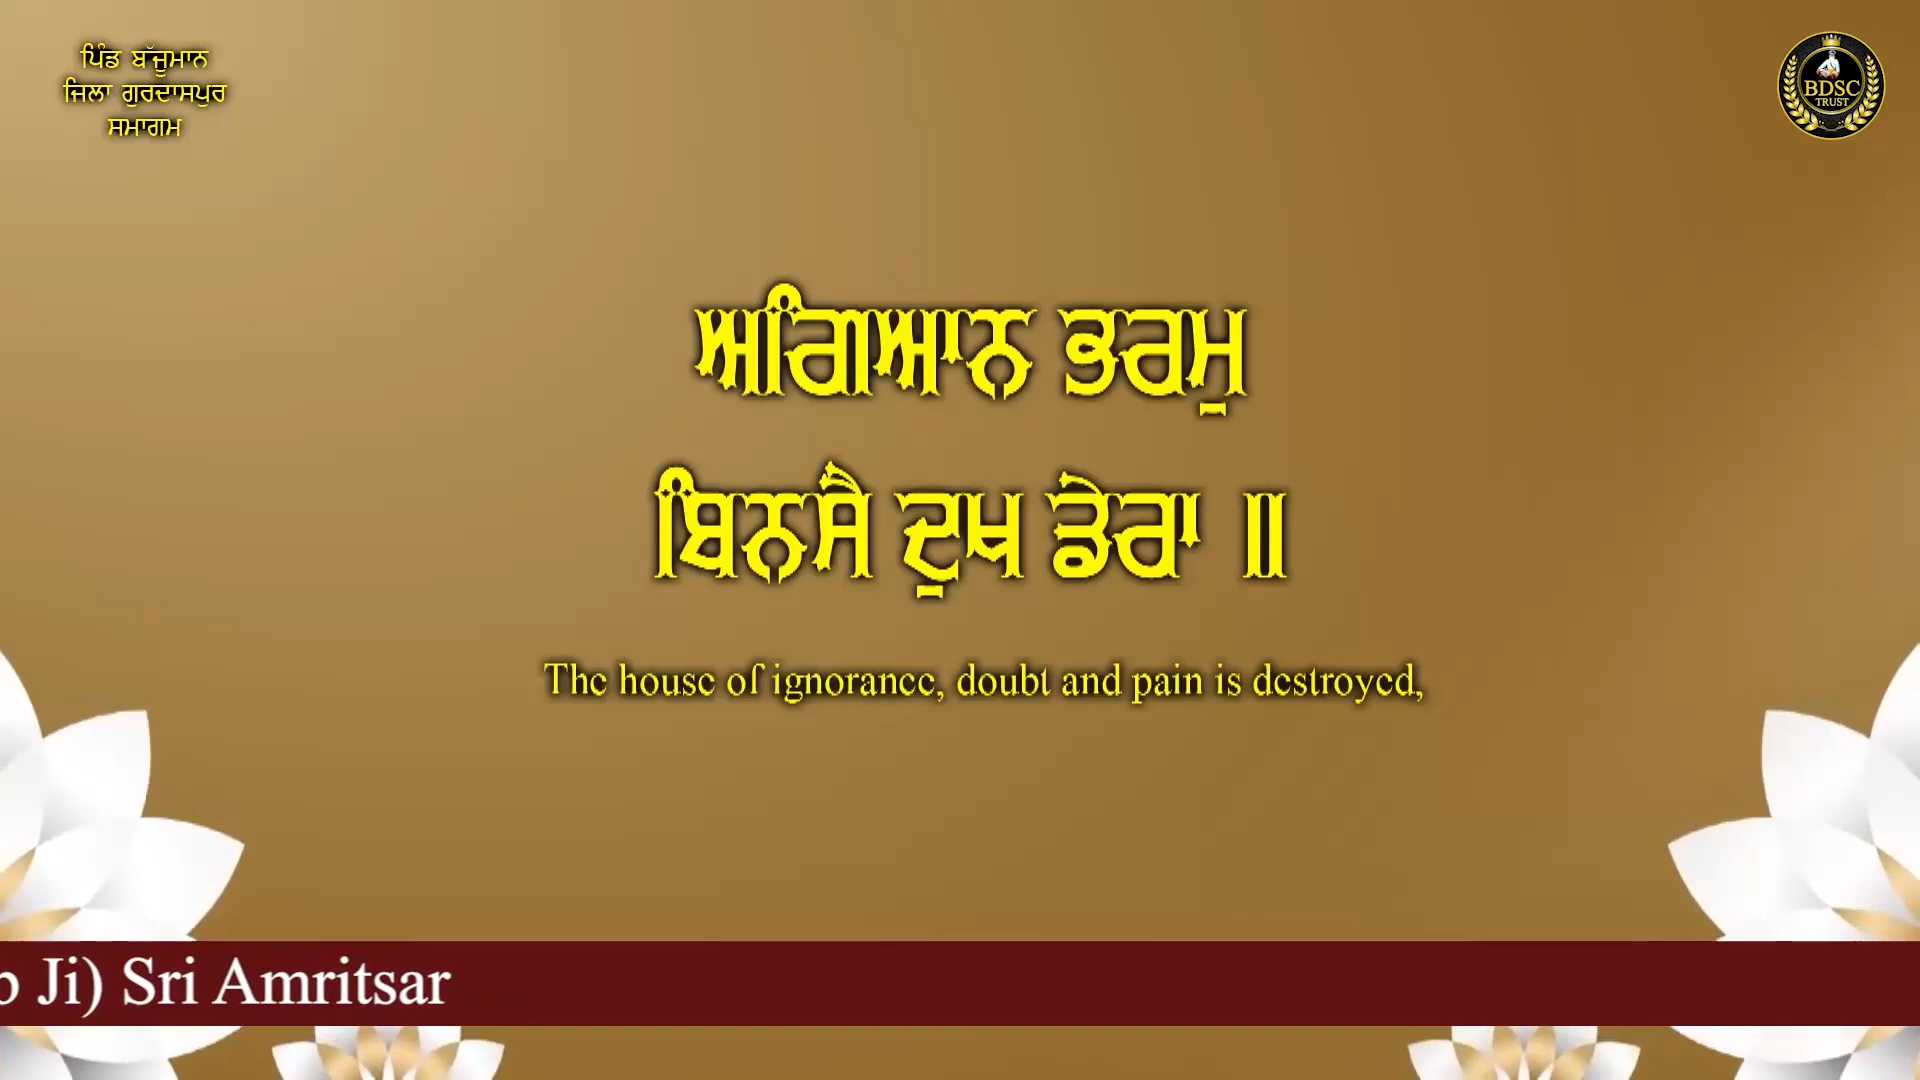 ਪਿੰਡ ਬੱਜੂਮਾਨ
ਜਿਲਾ ਗੁਰਦਾਸਪੁਰ
ਸਮਾਗਮ
BDSC
TRUST
ਅਗਿਆਨ ਭਰਮੁ
ਬਿਨਸੈ ਦੁਖ ਡੇਰਾ ॥
The house of ignorance, doubt and pain is destroyed,
Ji) Sri Amritsar